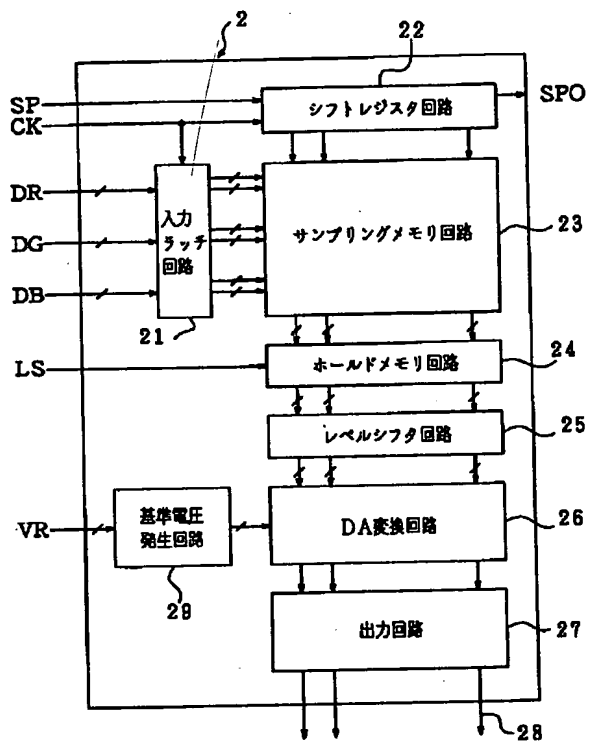 2
22
SP
シフトレジスタ回路
SPO
CK
DR
入力
ラッチ
回路
DG
サンプリングメモリ回路
23
DB
21
24
LS
ホールドメモリ回路
レベルシフタ回路
25
VR
基準電圧
発生回路
DA変換回路
26
29
出力回路
27
28